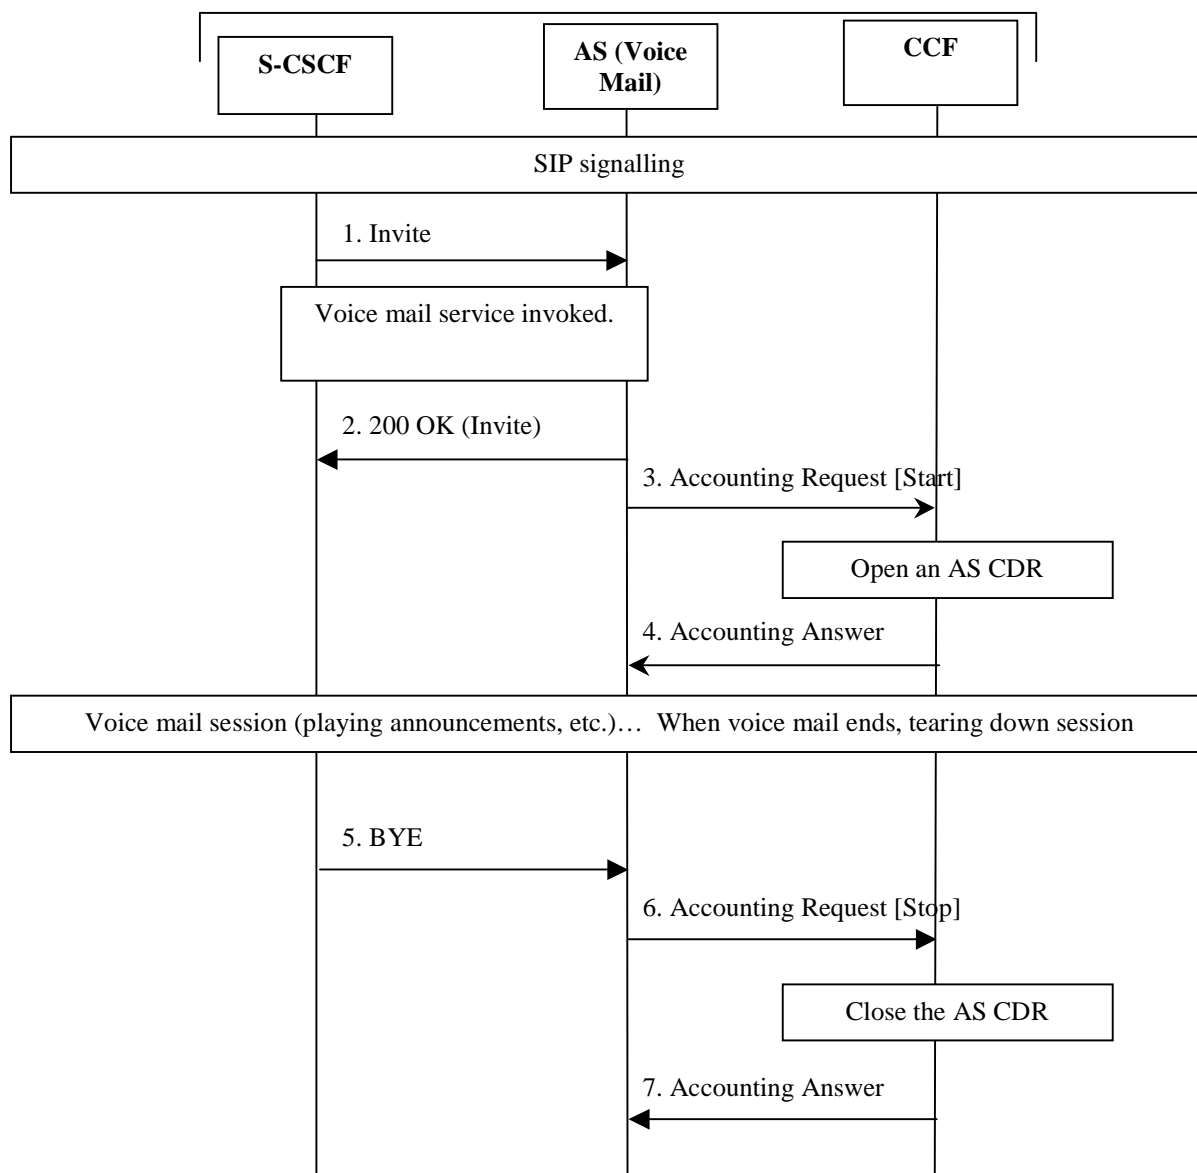 S-CSCF
AS (Voice
Mail)
CCF
SIP signalling
1. Invite
Voice mail service invoked.
2. 200 OK (Invite)
3. Accounting Request [Start]
Open an AS CDR
4. Accounting Answer
Voice mail session (playing announcements, etc.)… When voice mail ends, tearing down session
5. BYE
6. Accounting Request [Stop]
Close the AS CDR
7. Accounting Answer